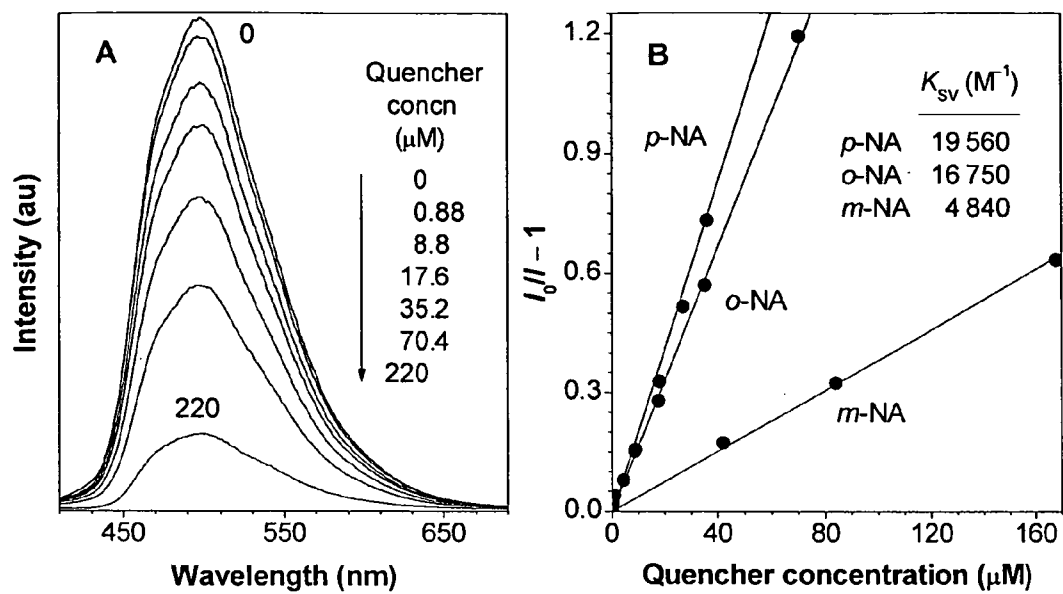 A
0
Quencher
concn
(μM)
0
0.88
8.8
17.6
35.2
70.4
220
220
Intensity (au)
450
550
650
Wavelength (nm)
B
K_SV (M⁻¹)
p-NA 19 560
o-NA 16 750
m-NA 4 840
p-NA
o-NA
m-NA
I₀/I – 1
1.2
0.9
0.6
0.3
0.0
0
40
80
120
160
Quencher concentration (μM)